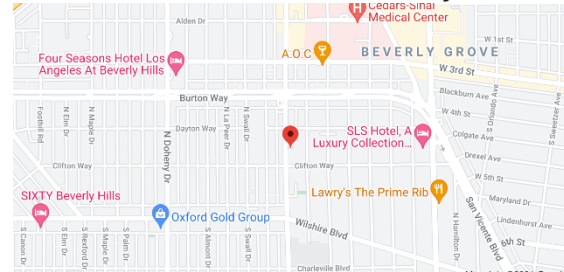 Cedars-Sinai
Medical Center
Alden Dr
W 1st St
Four Seasons Hotel Los
Angeles At Beverly Hills
A.O.C
BEVERLY GROVE
W 3rd St
Burton Way
Blackburn Ave
S Orlando Ave
S Sweetzer Ave
Foothill Rd
N Elm Dr
N Maple Dr
N Doheny Dr
Dayton Way
N La Peer Dr
N Swall Dr
W 4th St
SLS Hotel, A
Luxury Collection...
Colgate Ave
Drexel Ave
Clifton Way
Clifton Way
W 5th St
SIXTY Beverly Hills
Lawry's The Prime Rib
Maryland Dr
Oxford Gold Group
San Vicente Blvd
Lindenhurst Ave
Wilshire Blvd
N Hamilton Dr
6th St
S Canon Dr
S Elm Dr
S Rexford Dr
S Maple Dr
S Palm Dr
S Almont Dr
S Swall Dr
Charleville Blvd